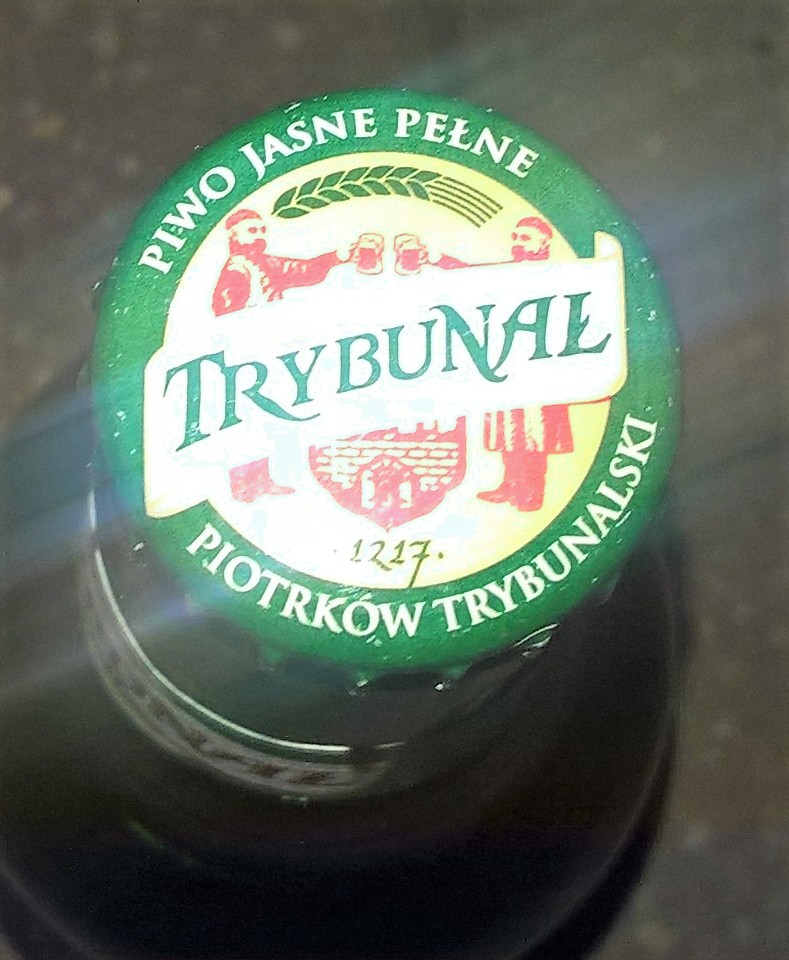 PIWO JASNE PEŁNE
TRYBUNAŁ
·1217·
PIOTRKÓW TRYBUNALSKI